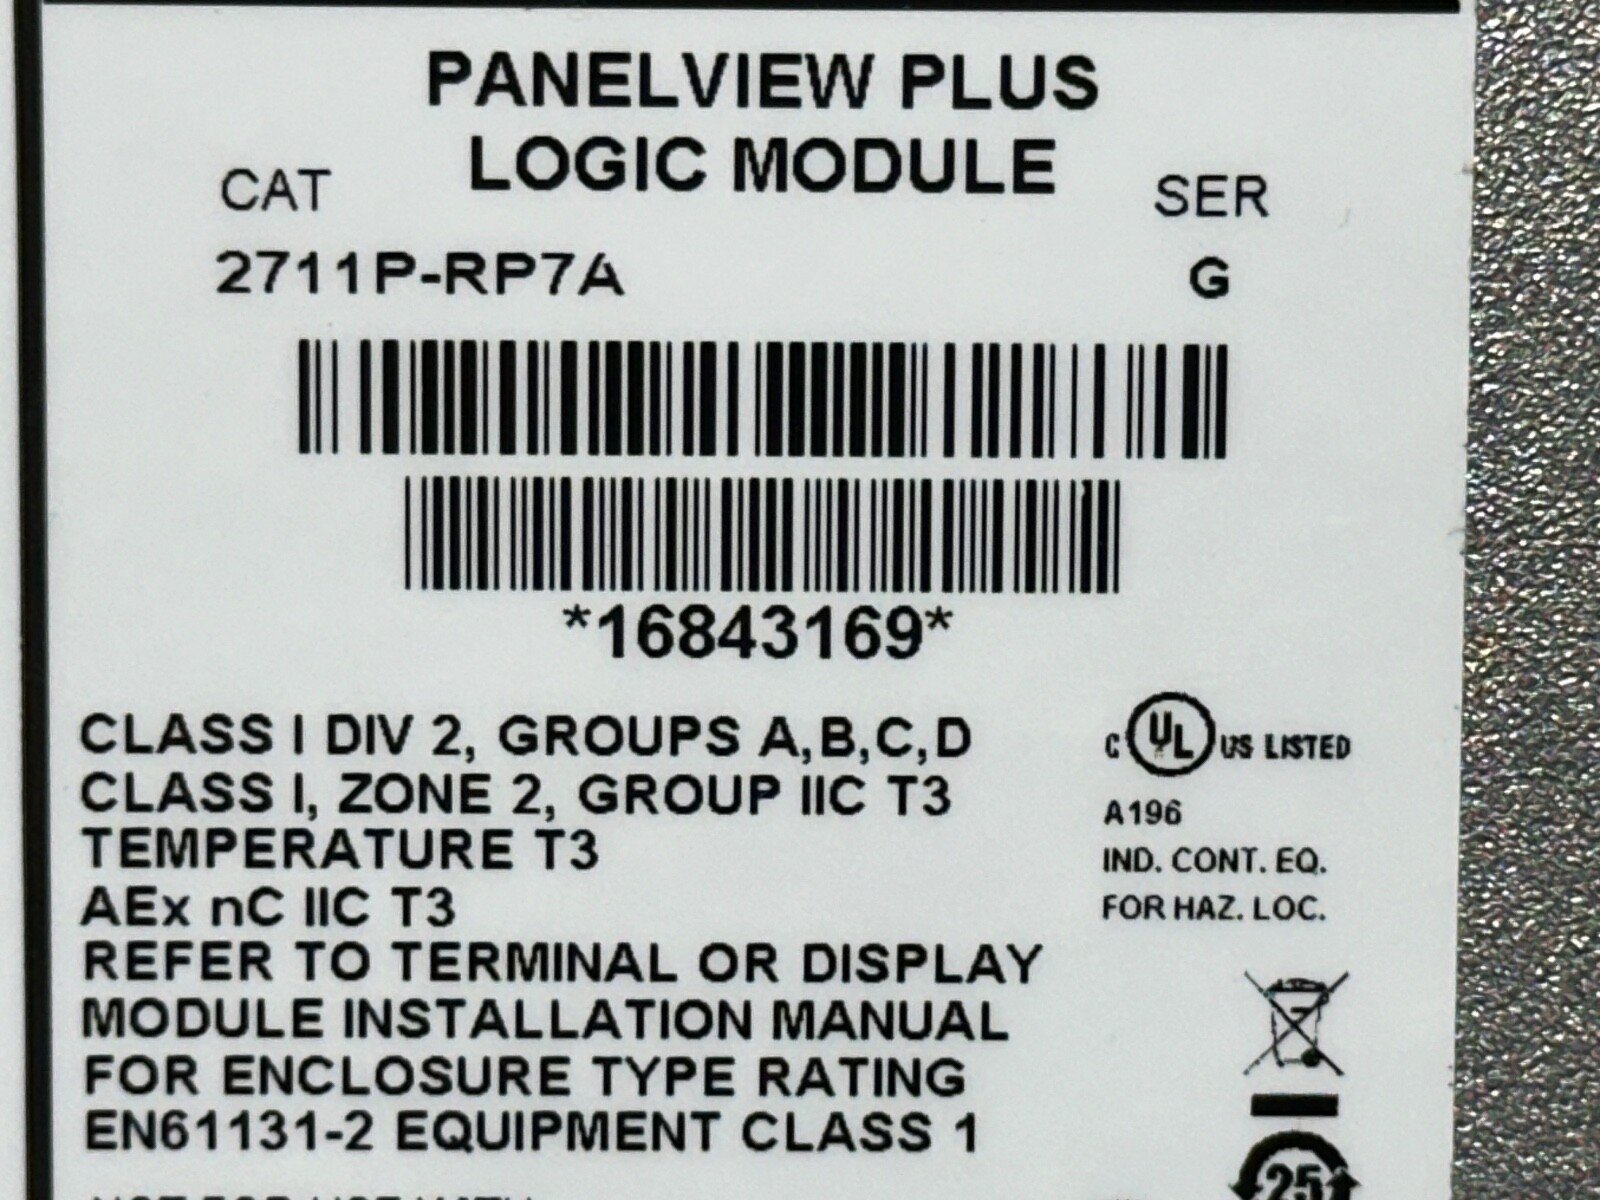 PANELVIEW PLUS
LOGIC MODULE
CAT
SER
2711P-RP7A
G
*16843169*
CLASS I DIV 2, GROUPS A,B,C,D
CLASS I, ZONE 2, GROUP IIC T3
TEMPERATURE T3
AEx nC IIC T3
REFER TO TERMINAL OR DISPLAY
MODULE INSTALLATION MANUAL
FOR ENCLOSURE TYPE RATING
EN61131-2 EQUIPMENT CLASS 1
C UL US LISTED
A196
IND. CONT. EQ.
FOR HAZ. LOC.
25